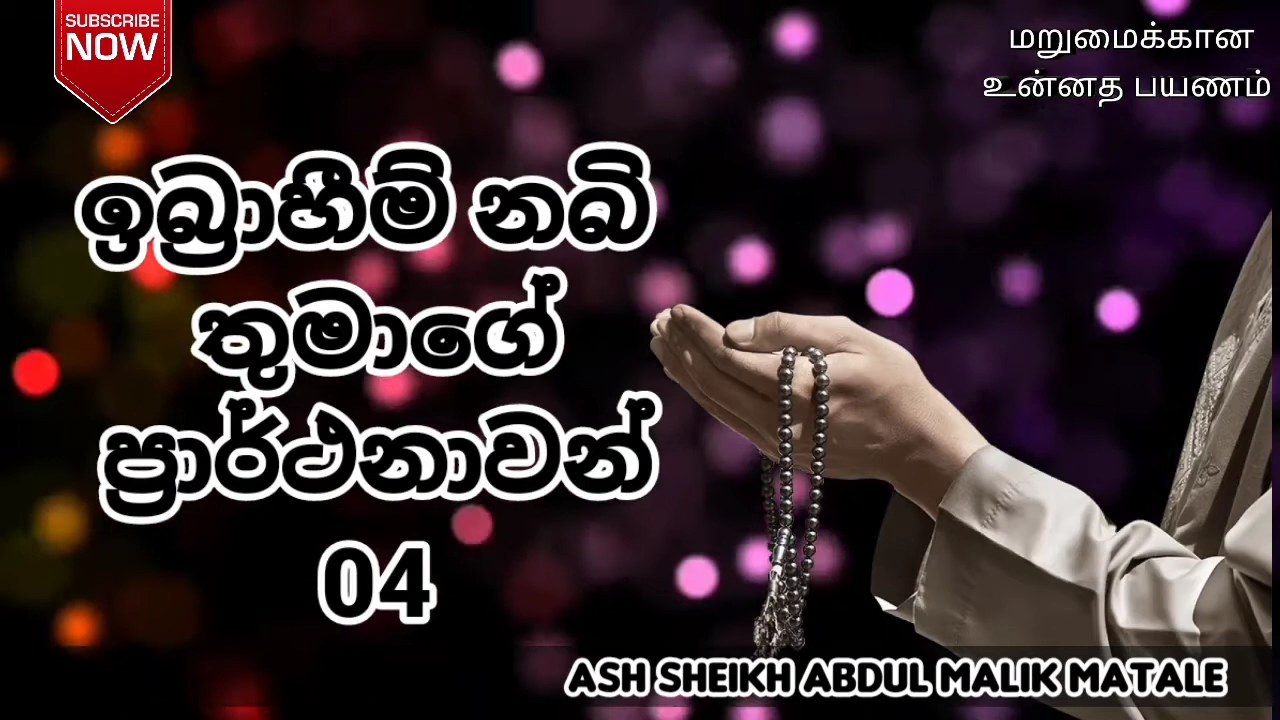 SUBSCRIBE
NOW
மறுமைக்கான
உன்னத பயணம்
ඉබ්‍රාහීම් නබි
තුමාගේ
ප්‍රාර්ථනාවන්
04
ASH SHEIKH ABDUL MALIK MATALE